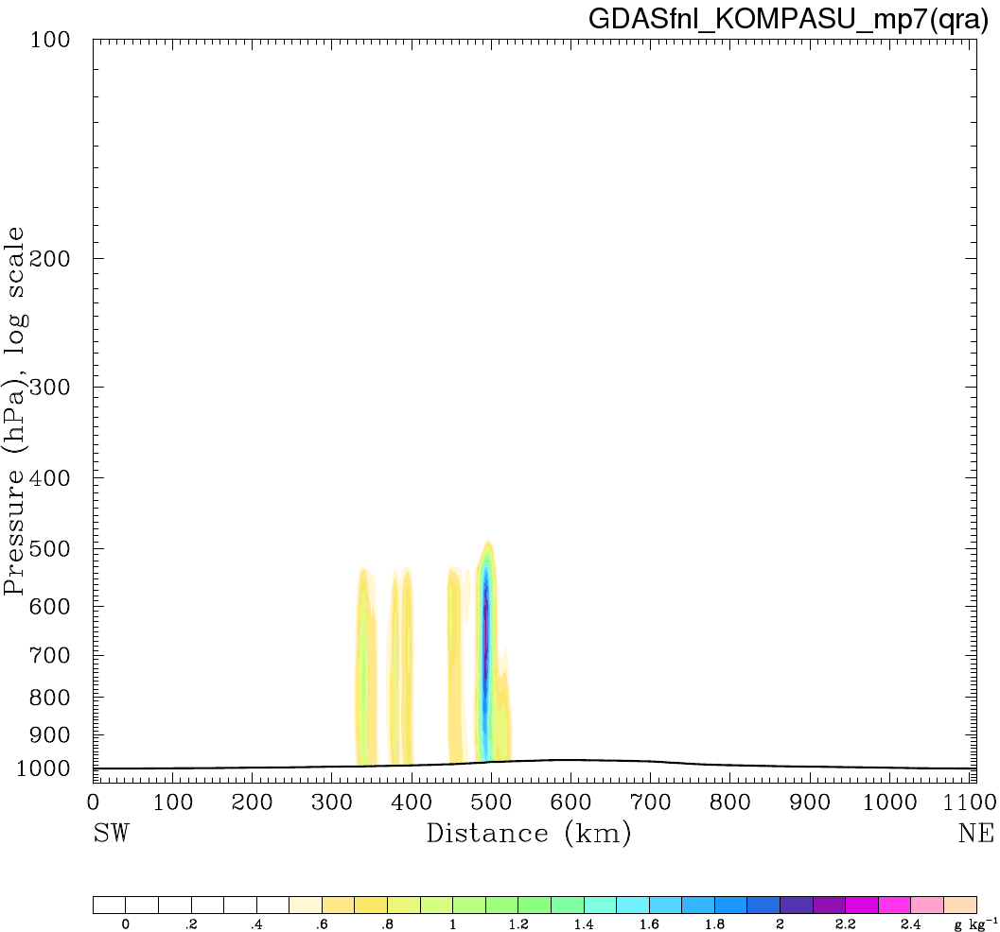 GDASfnl_KOMPASU_mp7(qra)
100
200
300
400
500
600
700
800
900
1000
Pressure (hPa), log scale
0 100 200 300 400 500 600 700 800 900 1000 1100
SW Distance (km) NE
0 .2 .4 .6 .8 1 1.2 1.4 1.6 1.8 2 2.2 2.4 g kg⁻¹